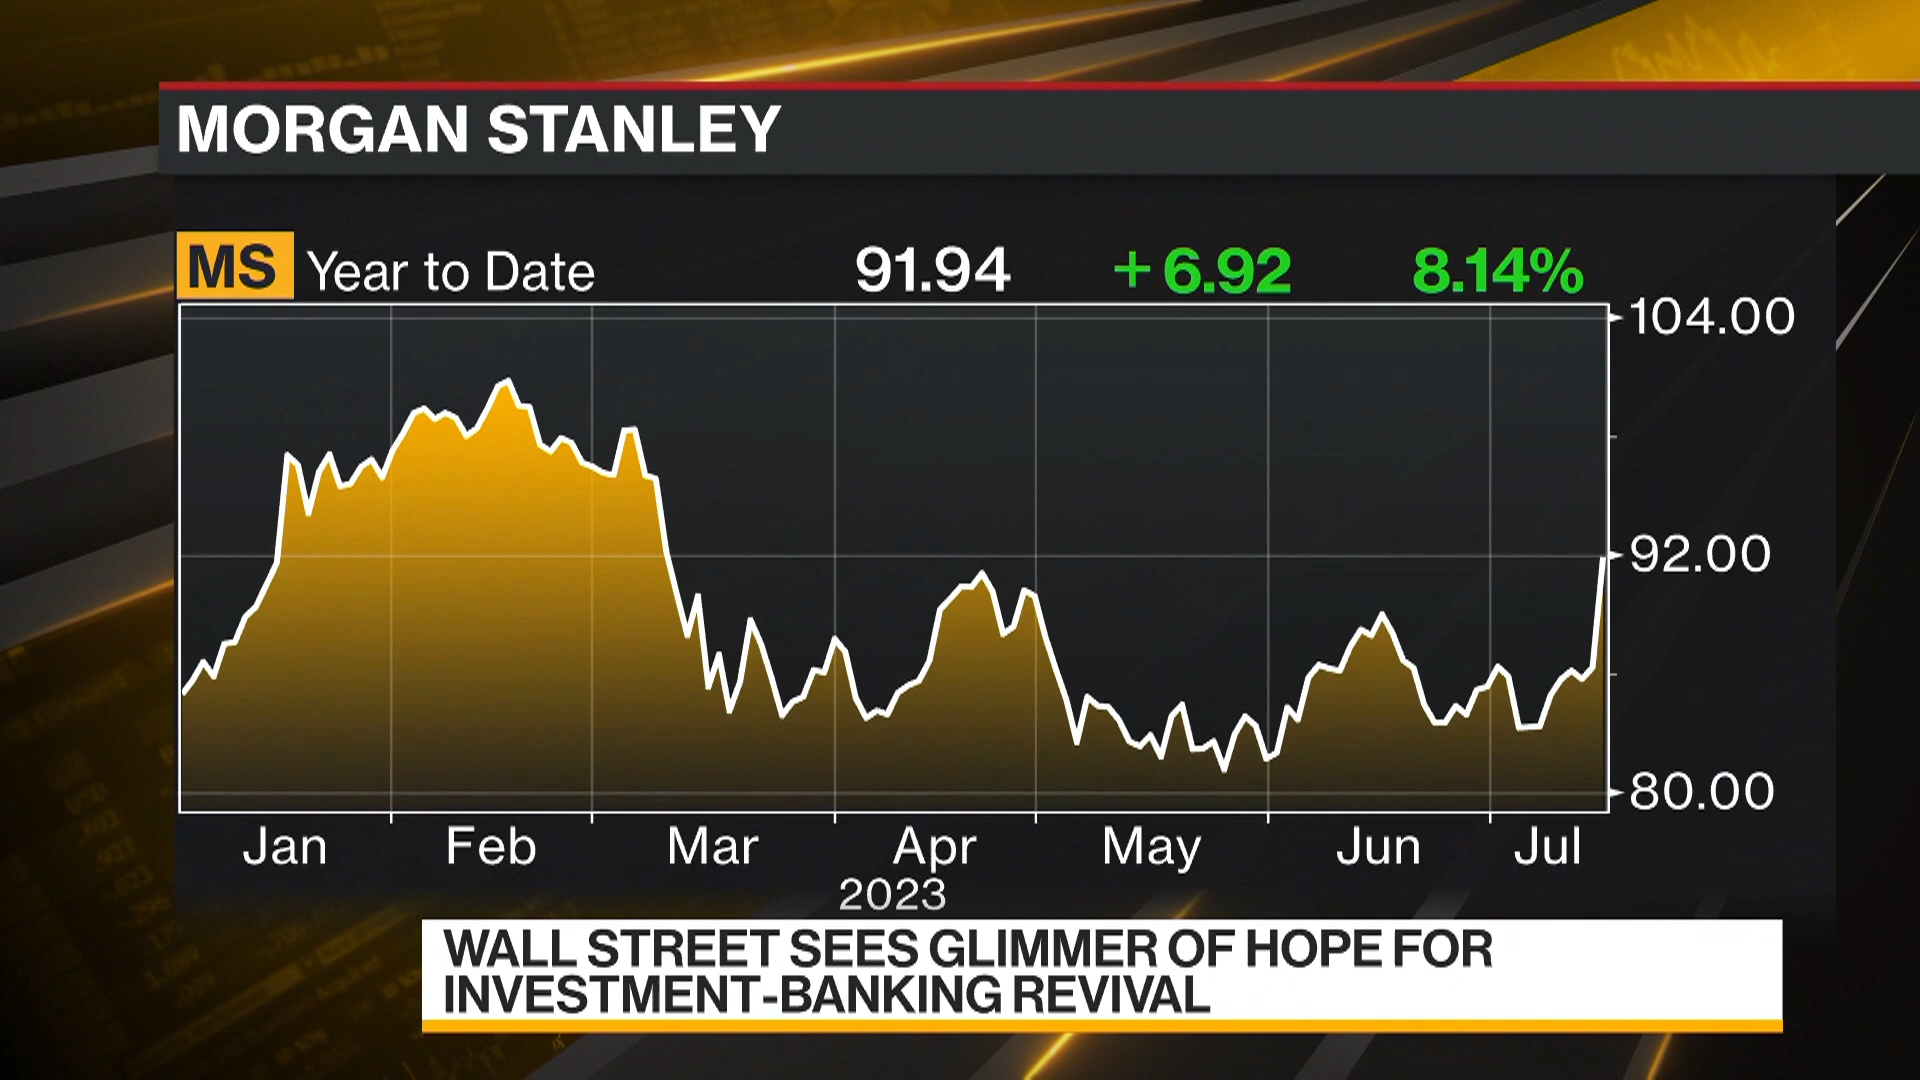 MORGAN STANLEY
MS Year to Date 91.94 +6.92 8.14%
104.00
92.00
80.00
Jan Feb Mar Apr May Jun Jul
2023
WALL STREET SEES GLIMMER OF HOPE FOR
INVESTMENT-BANKING REVIVAL